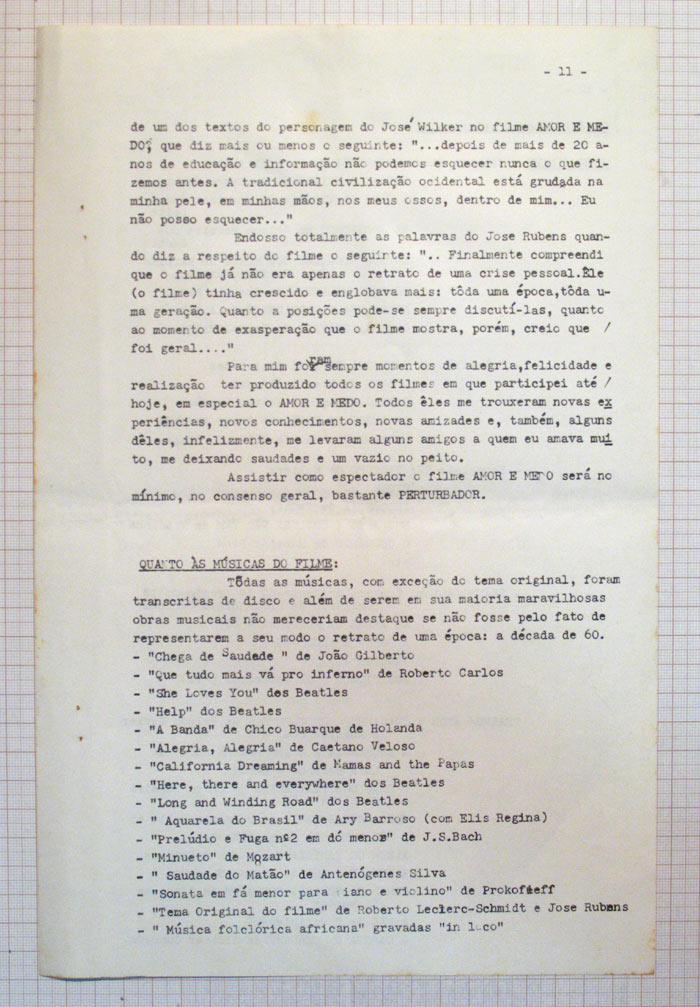 - 11 -
de um dos textos do personagem do José Wilker no filme AMOR E ME-
DO, que diz mais ou menos o seguinte: "...depois de mais de 20 a-
nos de educação e informação não podemos esquecer nunca o que fi-
zemos antes. A tradicional civilização ocidental está grudada na
minha pele, em minhas mãos, nos meus ossos, dentro de mim... Eu
não posso esquecer..."
Endosso totalmente as palavras do Jose Rubens quan-
do diz a respeito do filme o seguinte: ".. Finalmente compreendi
que o filme já não era apenas o retrato de uma crise pessoal.Êle
(o filme) tinha crescido e englobava mais: tôda uma época,tôda u-
ma geração. Quanto a posições pode-se sempre discutí-las, quanto
ao momento de exasperação que o filme mostra, porém, creio que /
foi geral...."
Para mim foram sempre momentos de alegria,felicidade e
realização ter produzido todos os filmes em que participei até /
hoje, em especial o AMOR E MEDO. Todos êles me trouxeram novas ex
periências, novos conhecimentos, novas amizades e, também, alguns
dêles, infelizmente, me levaram alguns amigos a quem eu amava mui
to, me deixando saudades e um vazio no peito.
Assistir como espectador o filme AMOR E MEDO será no
mínimo, no consenso geral, bastante PERTURBADOR.
QUANTO ÀS MÚSICAS DO FILME:
Tôdas as músicas, com exceção do tema original, foram
transcritas de disco e além de serem em sua maioria maravilhosas
obras musicais não mereceriam destaque se não fosse pelo fato de
representarem a seu modo o retrato de uma época: a década de 60.
- "Chega de Saudade " de João Gilberto
- "Que tudo mais vá pro inferno" de Roberto Carlos
- "She Loves You" dos Beatles
- "Help" dos Beatles
- "A Banda" de Chico Buarque de Holanda
- "Alegria, Alegria" de Caetano Veloso
- "California Dreaming" de Mamas and the Papas
- "Here, there and everywhere" dos Beatles
- "Long and Winding Road" dos Beatles
- " Aquarela do Brasil" de Ary Barroso (com Elis Regina)
- "Prelúdio e Fuga nº2 em dó menor" de J.S.Bach
- "Minueto" de Mozart
- " Saudade do Matão" de Antenógenes Silva
- "Sonata em fá menor para piano e violino" de Prokofieff
- "Tema Original do filme" de Roberto Leclerc-Schmidt e Jose Rubens
- " Música folclórica africana" gravadas "in loco"